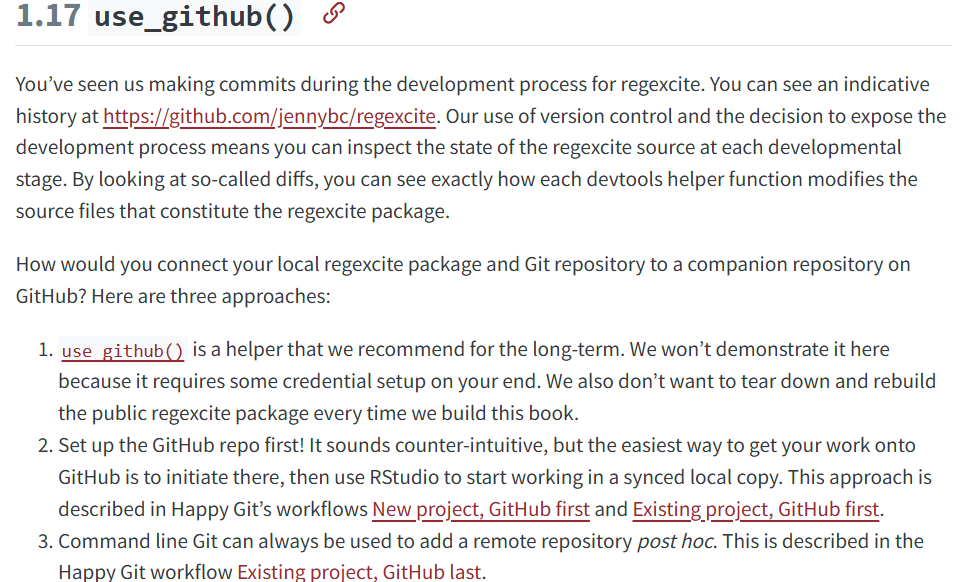 1.17 use_github()
You’ve seen us making commits during the development process for regexcite. You can see an indicative
history at https://github.com/jennybc/regexcite. Our use of version control and the decision to expose the
development process means you can inspect the state of the regexcite source at each developmental
stage. By looking at so-called diffs, you can see exactly how each devtools helper function modifies the
source files that constitute the regexcite package.
How would you connect your local regexcite package and Git repository to a companion repository on
GitHub? Here are three approaches:
1. use_github() is a helper that we recommend for the long-term. We won’t demonstrate it here
because it requires some credential setup on your end. We also don’t want to tear down and rebuild
the public regexcite package every time we build this book.
2. Set up the GitHub repo first! It sounds counter-intuitive, but the easiest way to get your work onto
GitHub is to initiate there, then use RStudio to start working in a synced local copy. This approach is
described in Happy Git’s workflows New project, GitHub first and Existing project, GitHub first.
3. Command line Git can always be used to add a remote repository post hoc. This is described in the
Happy Git workflow Existing project, GitHub last.